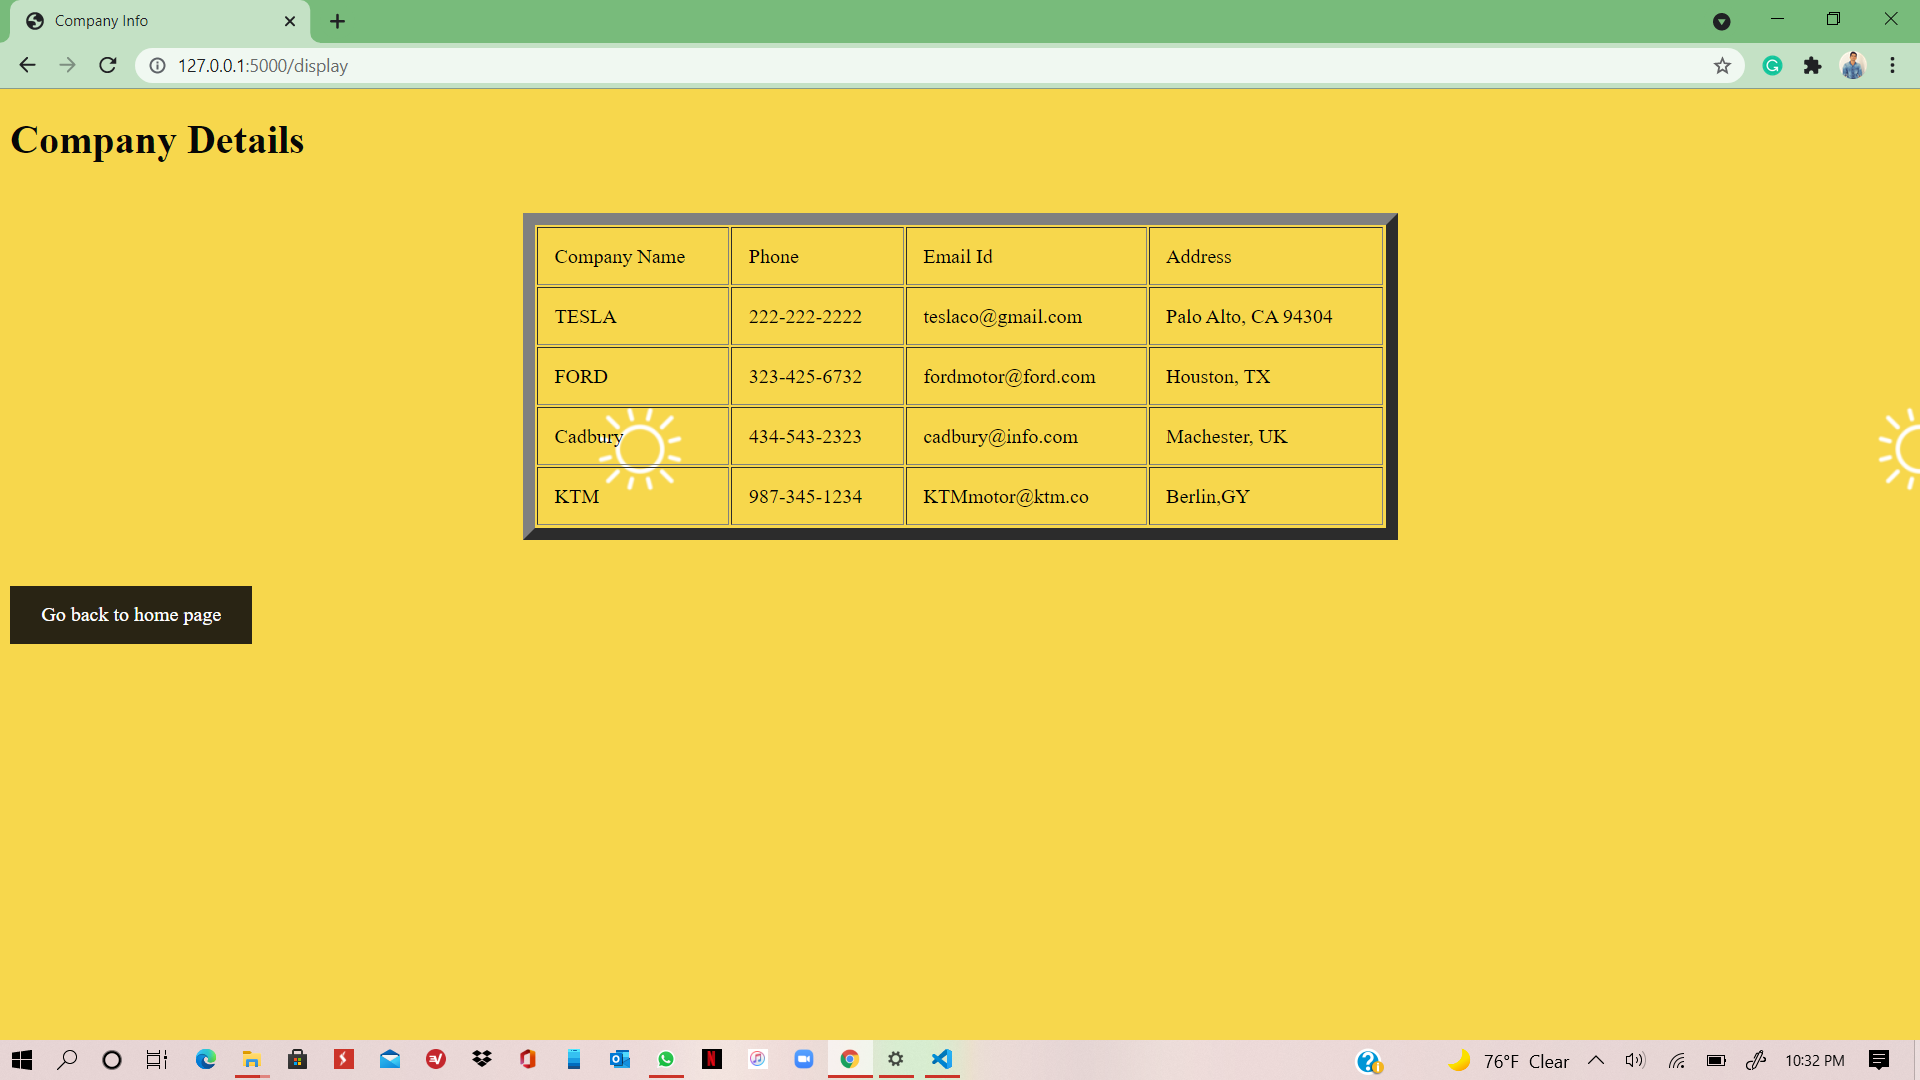 Company Info
127.0.0.1:5000/display
Company Details
Company Name Phone Email Id Address
TESLA 222-222-2222 teslaco@gmail.com Palo Alto, CA 94304
FORD 323-425-6732 fordmotor@ford.com Houston, TX
Cadbury 434-543-2323 cadbury@info.com Machester, UK
KTM 987-345-1234 KTMmotor@ktm.co Berlin,GY
Go back to home page
76°F Clear 10:32 PM